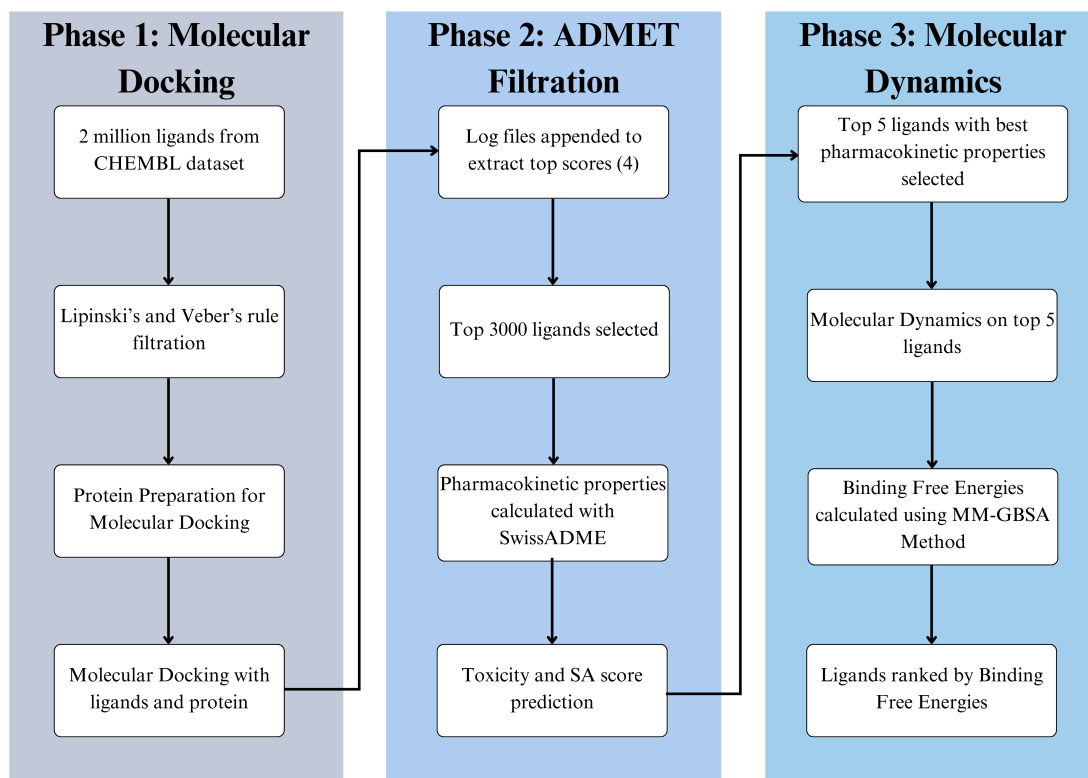 Phase 1: Molecular
Docking
2 million ligands from
CHEMBL dataset
Lipinski's and Veber's rule
filtration
Protein Preparation for
Molecular Docking
Molecular Docking with
ligands and protein
Phase 2: ADMET
Filtration
Log files appended to
extract top scores (4)
Top 3000 ligands selected
Pharmacokinetic properties
calculated with
SwissADME
Toxicity and SA score
prediction
Phase 3: Molecular
Dynamics
Top 5 ligands with best
pharmacokinetic properties
selected
Molecular Dynamics on top 5
ligands
Binding Free Energies
calculated using MM-GBSA
Method
Ligands ranked by Binding
Free Energies